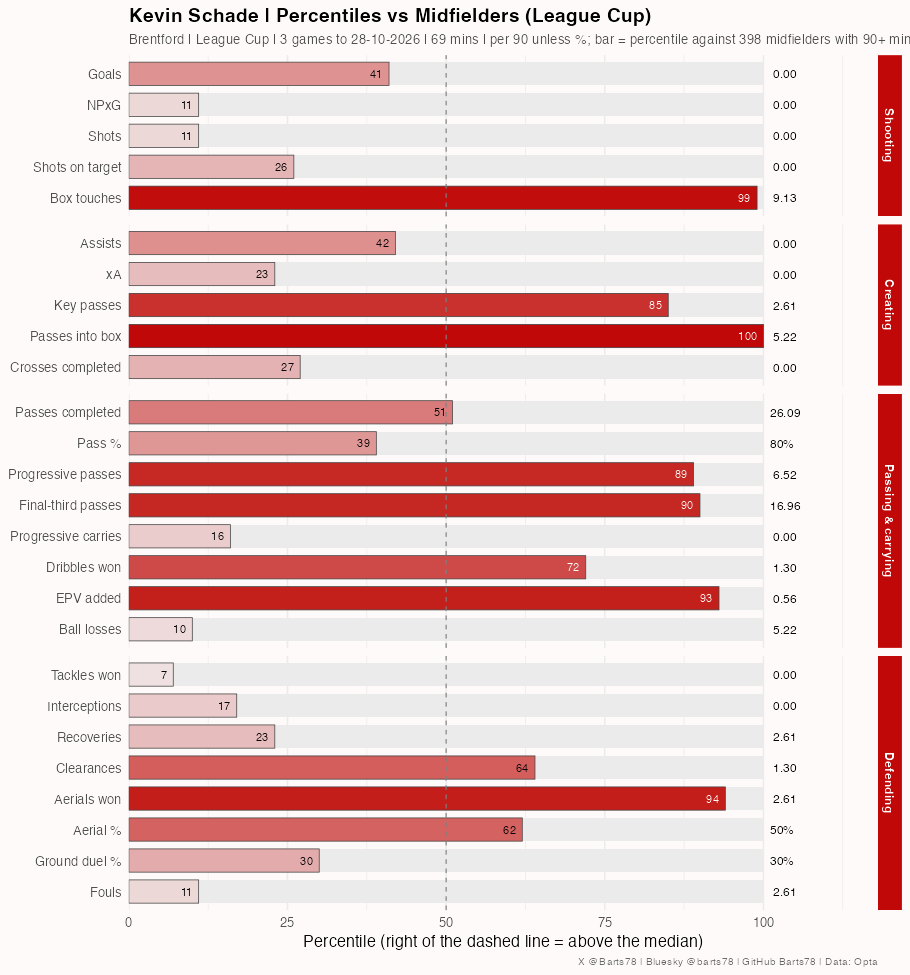 Kevin Schade | Percentiles vs Midfielders (League Cup)
Brentford | League Cup | 3 games to 28-10-2026 | 69 mins | per 90 unless %; bar = percentile against 398 midfielders with 90+ min
Goals 41 0.00
NPxG 11 0.00
Shots 11 0.00
Shots on target 26 0.00
Box touches 99 9.13
Shooting
Assists 42 0.00
xA 23 0.00
Key passes 85 2.61
Passes into box 100 5.22
Crosses completed 27 0.00
Creating
Passes completed 51 26.09
Pass % 39 80%
Progressive passes 89 6.52
Final-third passes 90 16.96
Progressive carries 16 0.00
Dribbles won 72 1.30
EPV added 93 0.56
Ball losses 10 5.22
Passing & carrying
Tackles won 7 0.00
Interceptions 17 0.00
Recoveries 23 2.61
Clearances 64 1.30
Aerials won 94 2.61
Aerial % 62 50%
Ground duel % 30 30%
Fouls 11 2.61
Defending
0 25 50 75 100
Percentile (right of the dashed line = above the median)
X @Barts78 | Bluesky @barts78 | GitHub Barts78 | Data: Opta